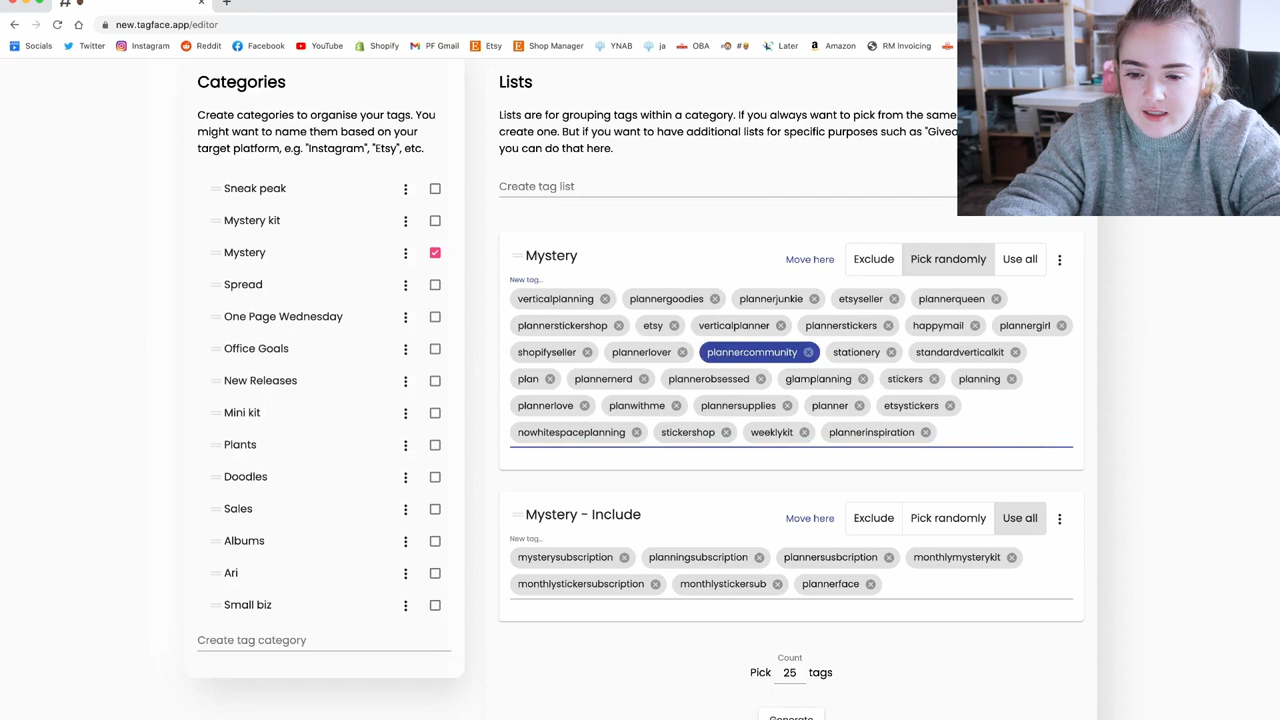 new.tagface.app/editor
Socials Twitter Instagram Reddit Facebook YouTube Shopify PF Gmail Etsy Shop Manager YNAB ja OBA # Later Amazon RM Invoicing
Categories
Create categories to organise your tags. You
might want to name them based on your
target platform, e.g. "Instagram", "Etsy", etc.
Sneak peak
Mystery kit
Mystery
Spread
One Page Wednesday
Office Goals
New Releases
Mini kit
Plants
Doodles
Sales
Albums
Ari
Small biz
Create tag category
Lists
Lists are for grouping tags within a category. If you always want to pick from the same
create one. But if you want to have additional lists for specific purposes such as
you can do that here.
Create tag list
Mystery Move here Exclude Pick randomly Use all
New tag...
verticalplanning plannergoodies plannerjunkie etsyseller plannerqueen
plannerstickershop etsy verticalplanner plannerstickers happymail plannergirl
shopifyseller plannerlover plannercommunity stationery standardverticalkit
plan plannernerd plannerobsessed glamplanning stickers planning
plannerlove planwithme plannersupplies planner etsystickers
nowhitespaceplanning stickershop weeklykit plannerinspiration
Mystery - Include Move here Exclude Pick randomly Use all
New tag...
mysterysubscription planningsubscription plannersusbcription monthlymysterykit
monthlystickersubscription monthlystickersub plannerface
Count
Pick 25 tags
Generate